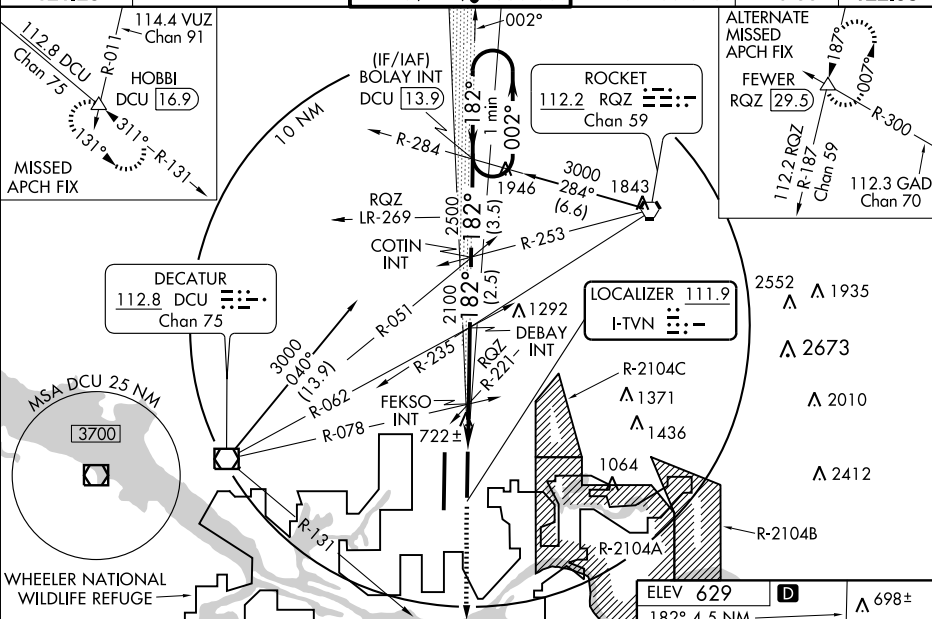 002°
114.4 VUZ
Chan 91
R-011
112.8 DCU
Chan 75
HOBBI
DCU 16.9
131°
311°
R-131
MISSED
APCH FIX
10 NM
(IF/IAF)
BOLAY INT
DCU 13.9
182°
1 min
002°
R-284
1946
3000
284°
(6.6)
1843
ROCKET
112.2 RQZ
Chan 59
ALTERNATE
MISSED
APCH FIX
187°
007°
FEWER
RQZ 29.5
R-300
112.2 RQZ
R-187
Chan 59
112.3 GAD
Chan 70
RQZ
LR-269
2500
182°
(3.5)
COTIN
INT
R-253
2100
182°
(2.5)
1292
DEBAY
INT
DECATUR
112.8 DCU
Chan 75
LOCALIZER 111.9
I-TVN
2552
1935
2673
2010
2412
3000
040°
(13.9)
R-051
R-235
R-062
RQZ
R-221
FEKSO
INT
R-078
722±
R-2104C
1371
1436
1064
MSA DCU 25 NM
3700
R-131
R-2104A
R-2104B
WHEELER NATIONAL
WILDLIFE REFUGE
ELEV 629
D
182° 4.5 NM
698±